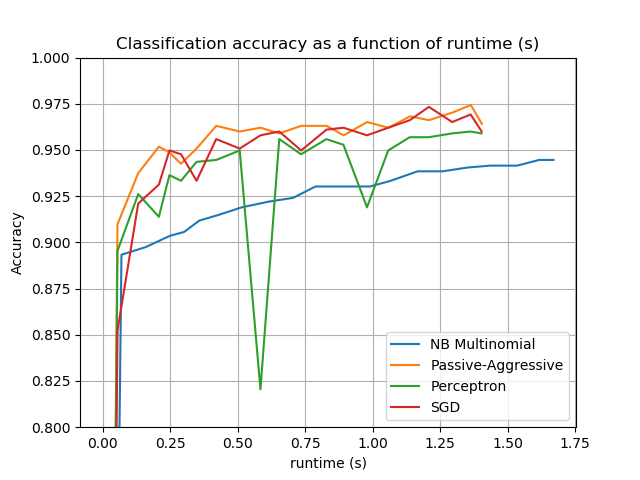 Classification accuracy as a function of runtime (s)
1.000
0.975
0.950
0.925
0.900
0.875
0.850
0.825
0.800
Accuracy
NB Multinomial
Passive-Aggressive
Perceptron
SGD
0.00 0.25 0.50 0.75 1.00 1.25 1.50 1.75
runtime (s)